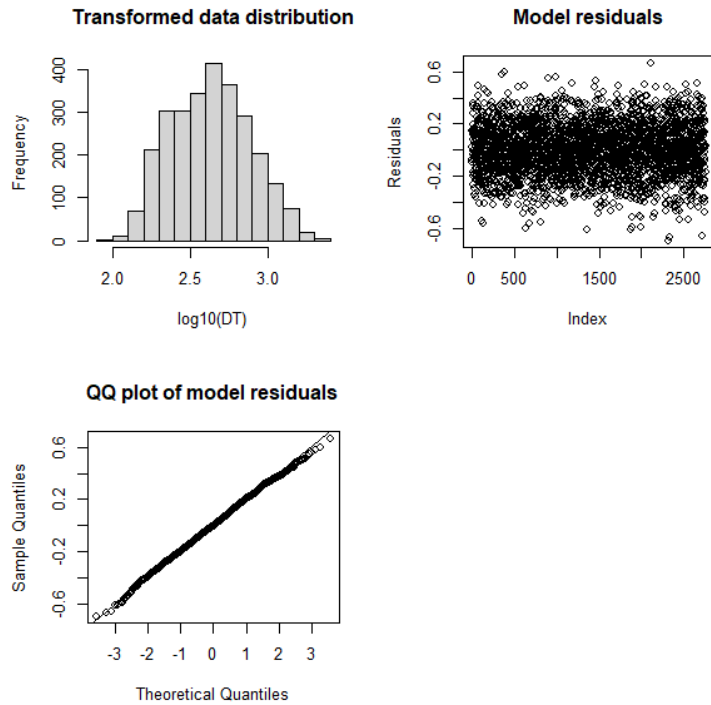 Transformed data distribution
Frequency
0 100 200 300 400
2.0 2.5 3.0
log10(DT)
Model residuals
Residuals
-0.6 -0.2 0.2 0.6
0 500 1500 2500
Index
QQ plot of model residuals
Sample Quantiles
-0.6 -0.2 0.2 0.6
-3 -2 -1 0 1 2 3
Theoretical Quantiles